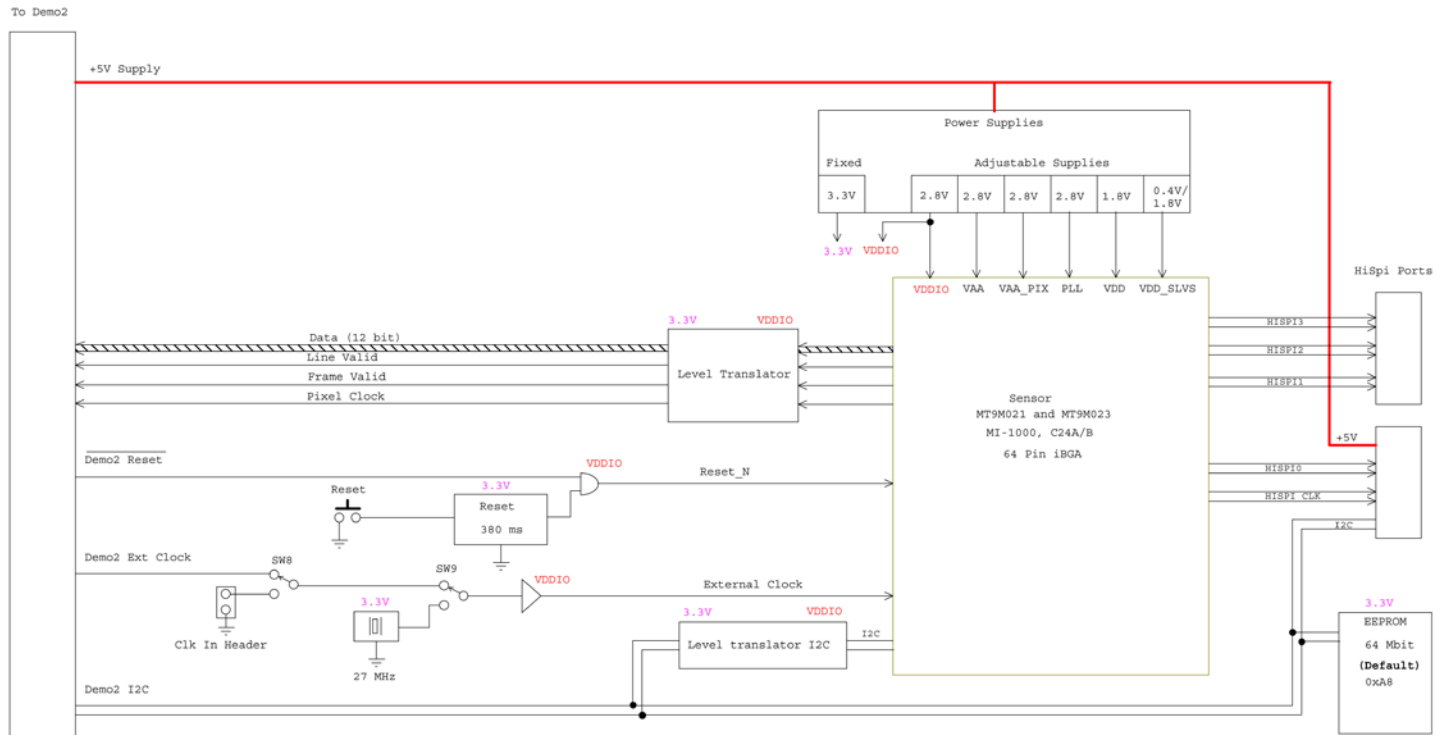 To Demo2
+5V Supply
Power Supplies
Fixed
Adjustable Supplies
3.3V
2.8V
2.8V
2.8V
2.8V
1.8V
0.4V/
1.8V
3.3V
VDDIO
VDDIO
VAA
VAA_PIX
PLL
VDD
VDD_SLVS
HiSpi Ports
HISPI3
HISPI2
HISPI1
3.3V
VDDIO
Level Translator
Data (12 bit)
Line Valid
Frame Valid
Pixel Clock
Sensor
MT9M021 and MT9M023
MI-1000, C24A/B
64 Pin iBGA
+5V
HISPI0
HISPI CLK
I2C
Demo2 Reset
VDDIO
Reset_N
Reset
3.3V
Reset
380 ms
Demo2 Ext Clock
SW8
SW9
VDDIO
External Clock
Clk In Header
3.3V
27 MHz
3.3V
VDDIO
Level translator I2C
I2C
3.3V
EEPROM
64 Mbit
(Default)
0xA8
Demo2 I2C